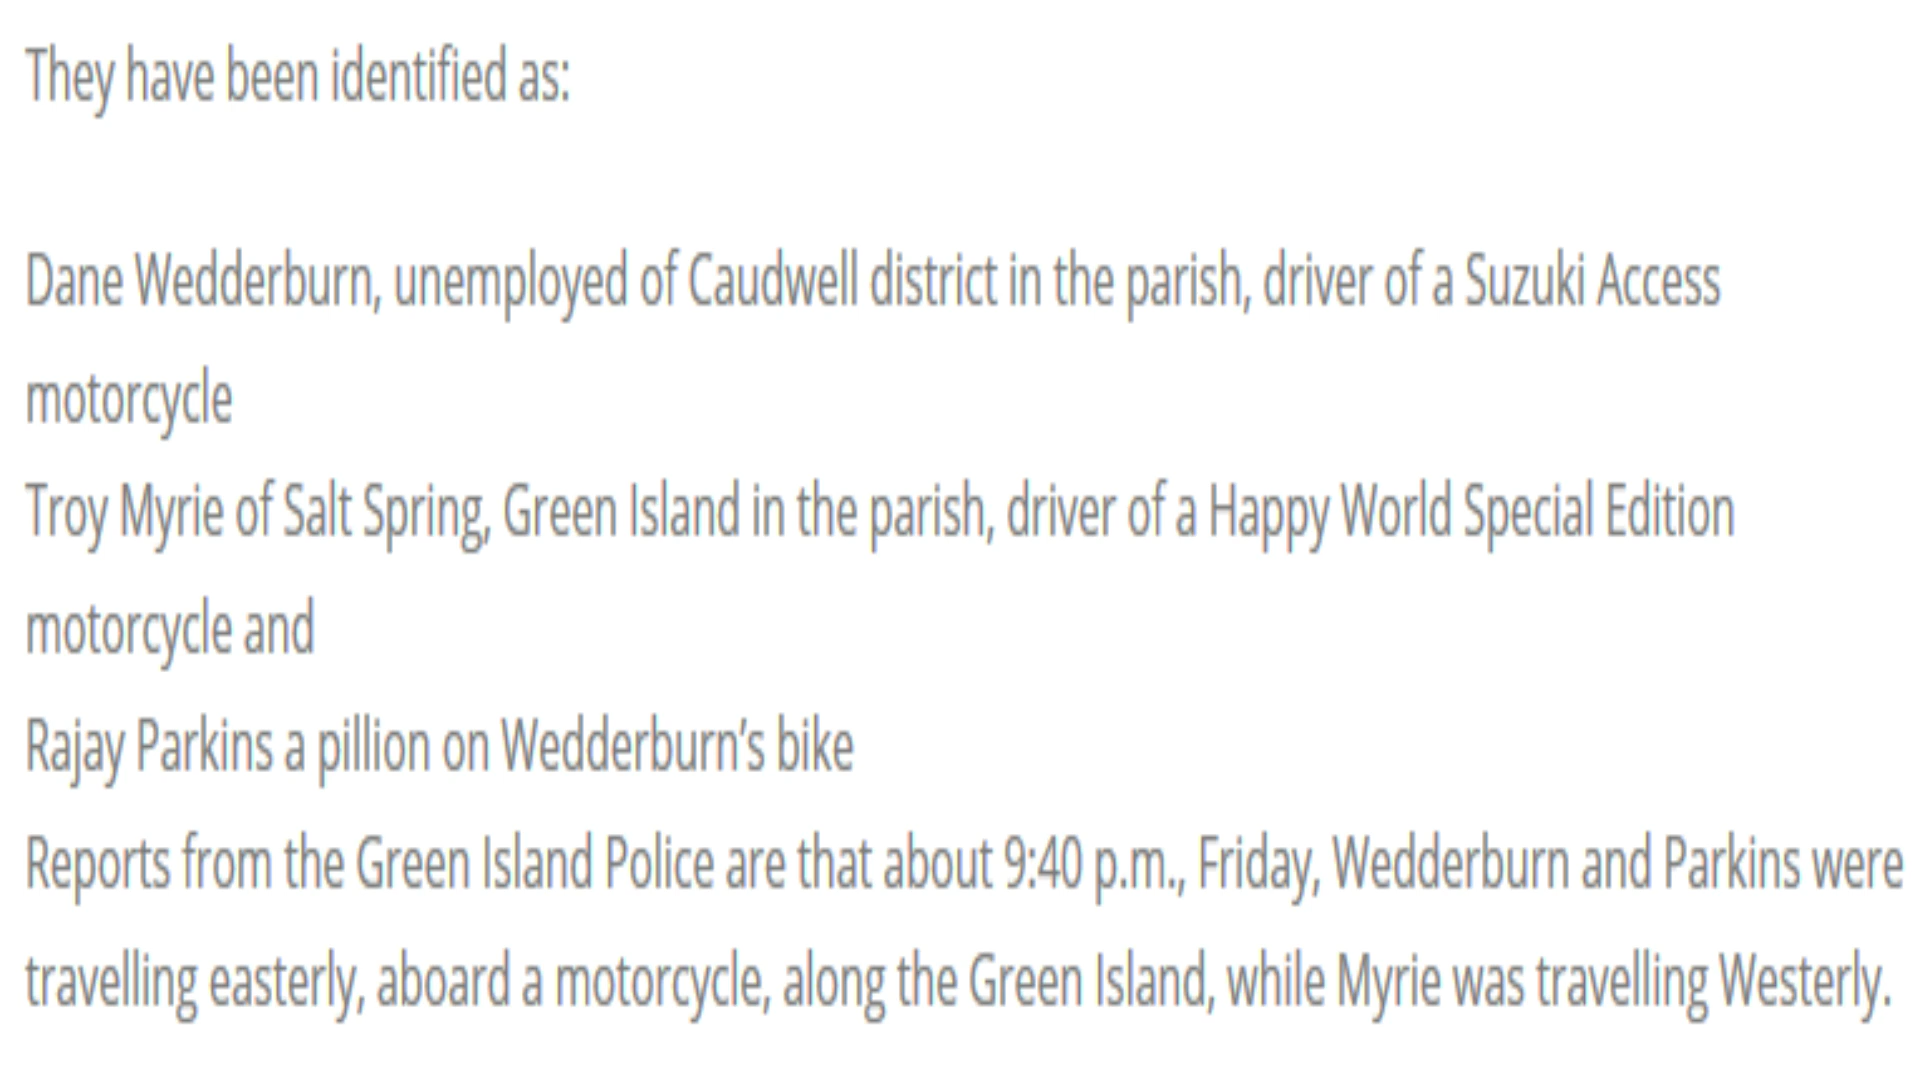 They have been identified as:
Dane Wedderburn, unemployed of Caudwell district in the parish, driver of a Suzuki Access
motorcycle
Troy Myrie of Salt Spring, Green Island in the parish, driver of a Happy World Special Edition
motorcycle and
Rajay Parkins a pillion on Wedderburn’s bike
Reports from the Green Island Police are that about 9:40 p.m., Friday, Wedderburn and Parkins were
travelling easterly, aboard a motorcycle, along the Green Island, while Myrie was travelling Westerly.